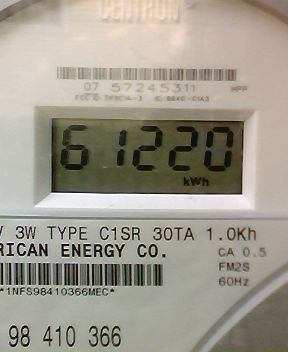 CENTRON
07 57245311
61220
kWh
V 3W TYPE C1SR 30TA 1.0Kh
RICAN ENERGY CO.
CA 0.5
FM2S
60Hz
*1NFS98410366MEC*
98 410 366